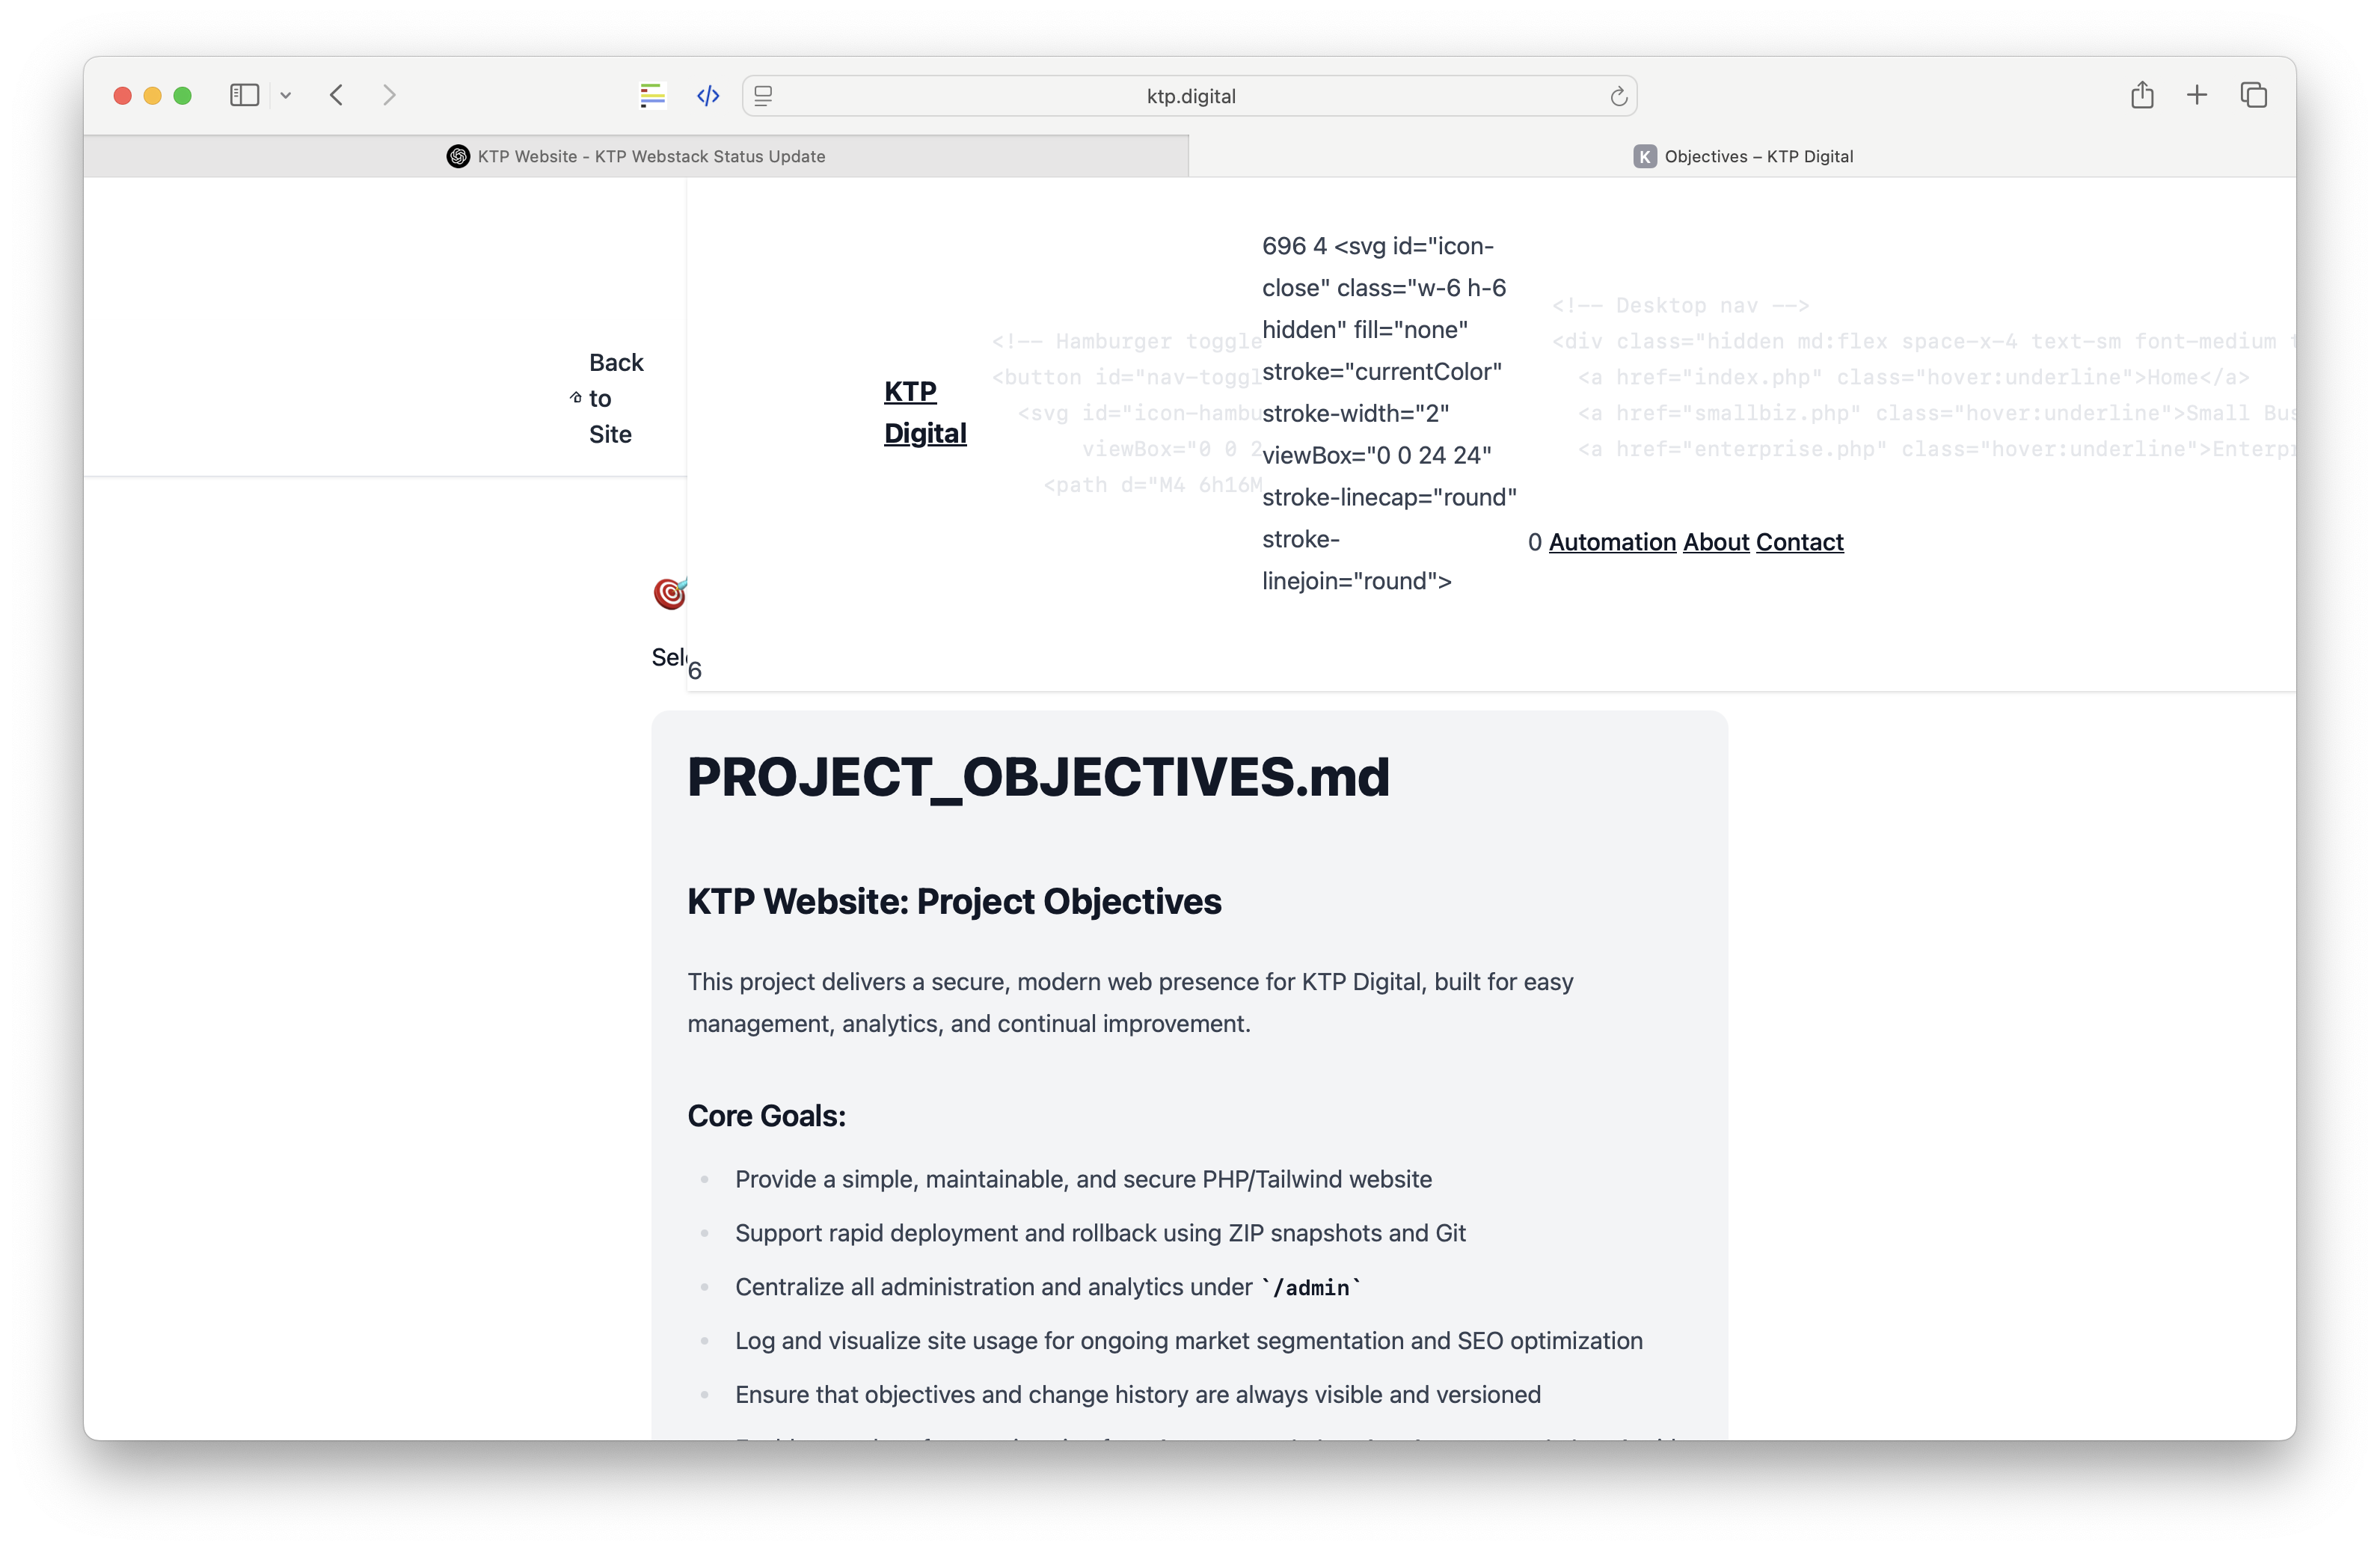 ktp.digital
KTP Website - KTP Webstack Status Update
K Objectives – KTP Digital
Back
to
Site
KTP
Digital
<!-- Hamburger toggle
<button id="nav-toggl
<svg id="icon-hambu
viewBox="0 0 2
<path d="M4 6h16M
696 4 <svg id="icon-
close" class="w-6 h-6
hidden" fill="none"
stroke="currentColor"
stroke-width="2"
viewBox="0 0 24 24"
stroke-linecap="round"
stroke-
linejoin="round">
<!-- Desktop nav -->
<div class="hidden md:flex space-x-4 text-sm font-medium
<a href="index.php" class="hover:underline">Home</a>
<a href="smallbiz.php" class="hover:underline">Small Bus
<a href="enterprise.php" class="hover:underline">Enterpr
0 Automation About Contact
Sele
6
PROJECT_OBJECTIVES.md
KTP Website: Project Objectives
This project delivers a secure, modern web presence for KTP Digital, built for easy
management, analytics, and continual improvement.
Core Goals:
Provide a simple, maintainable, and secure PHP/Tailwind website
Support rapid deployment and rollback using ZIP snapshots and Git
Centralize all administration and analytics under `/admin`
Log and visualize site usage for ongoing market segmentation and SEO optimization
Ensure that objectives and change history are always visible and versioned